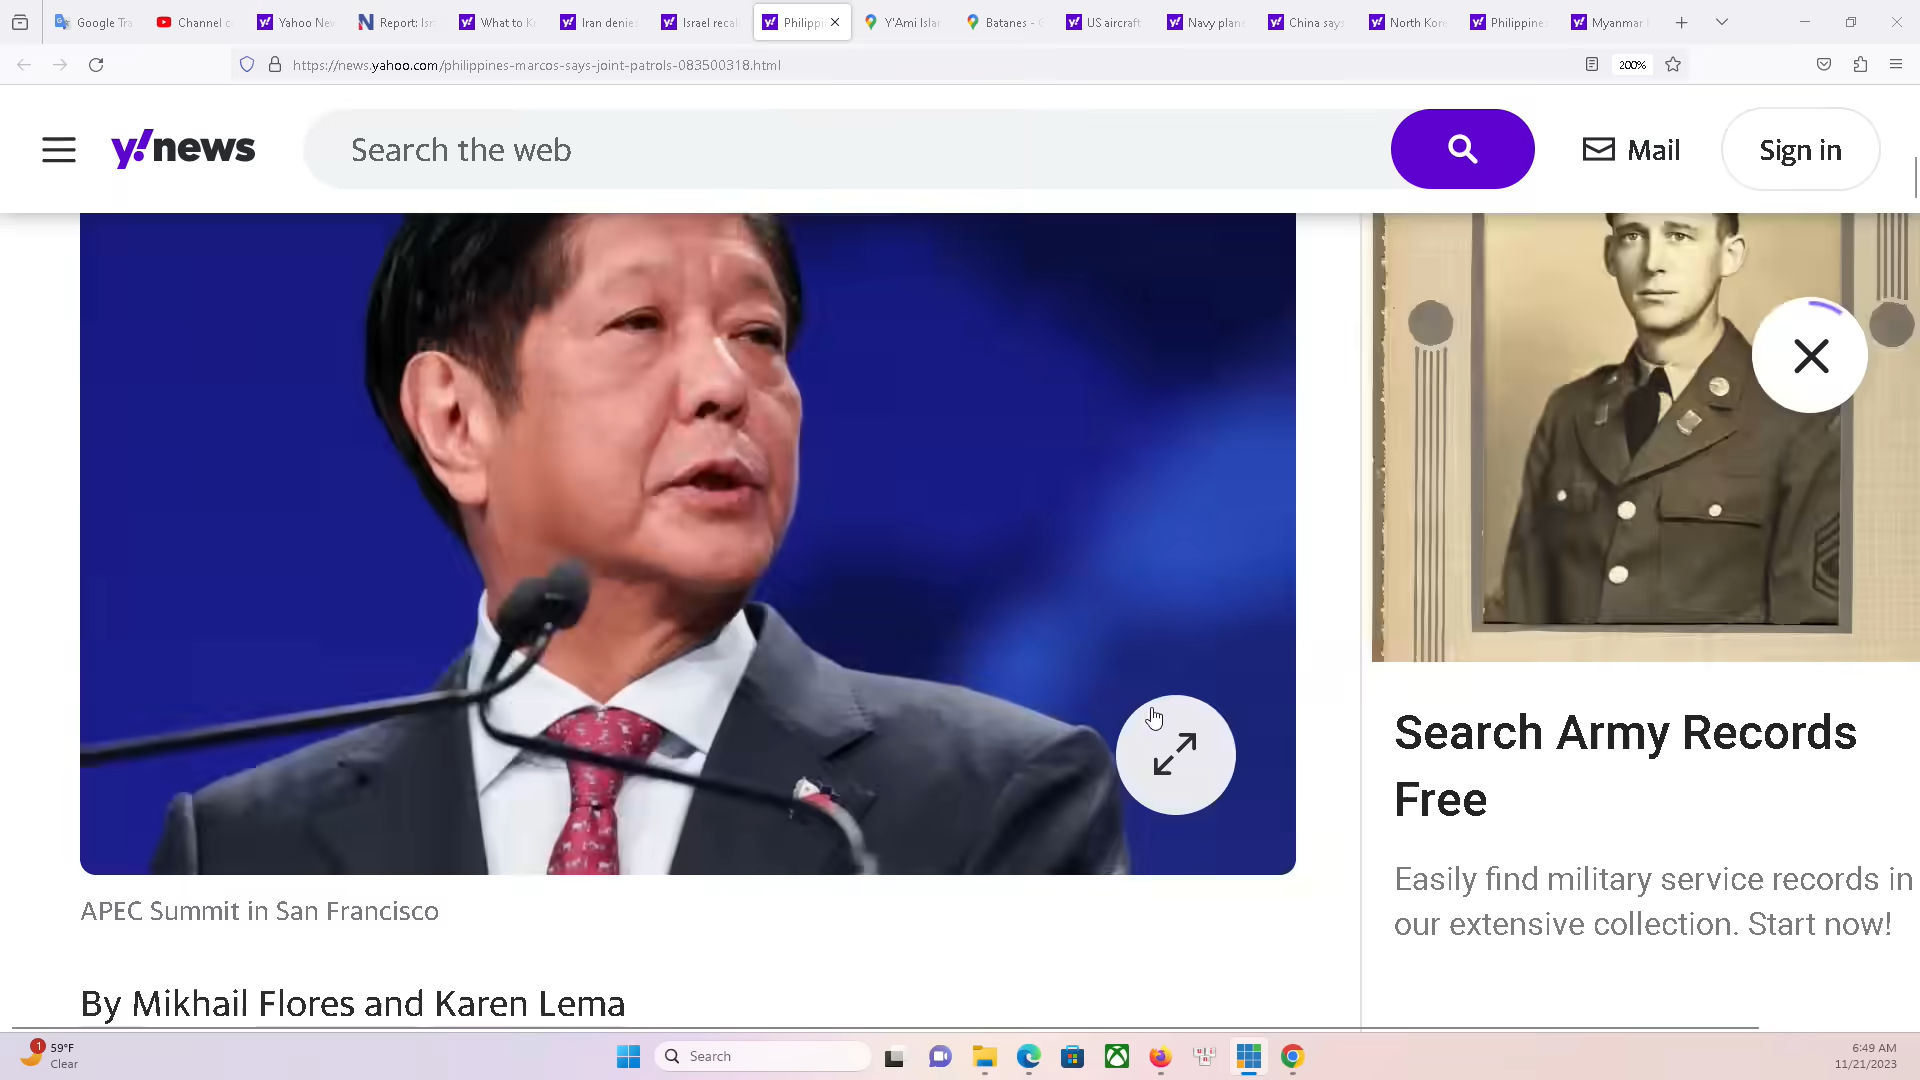 Google Tra
Channel c
Yahoo Nev
Report: Isr
What to K
Iran denie
Israel recal
Philippi
Y'Ami Islar
Batanes -
US aircraft
Navy plan
China say
North Kor
Philippine
Myanmar
https://news.yahoo.com/philippines-marcos-says-joint-patrols-083500318.html
200%
y!news
Search the web
Mail
Sign in
APEC Summit in San Francisco
By Mikhail Flores and Karen Lema
Search Army Records
Free
Easily find military service records in
our extensive collection. Start now!
1
59°F
Clear
Search
6:49 AM
11/21/2023